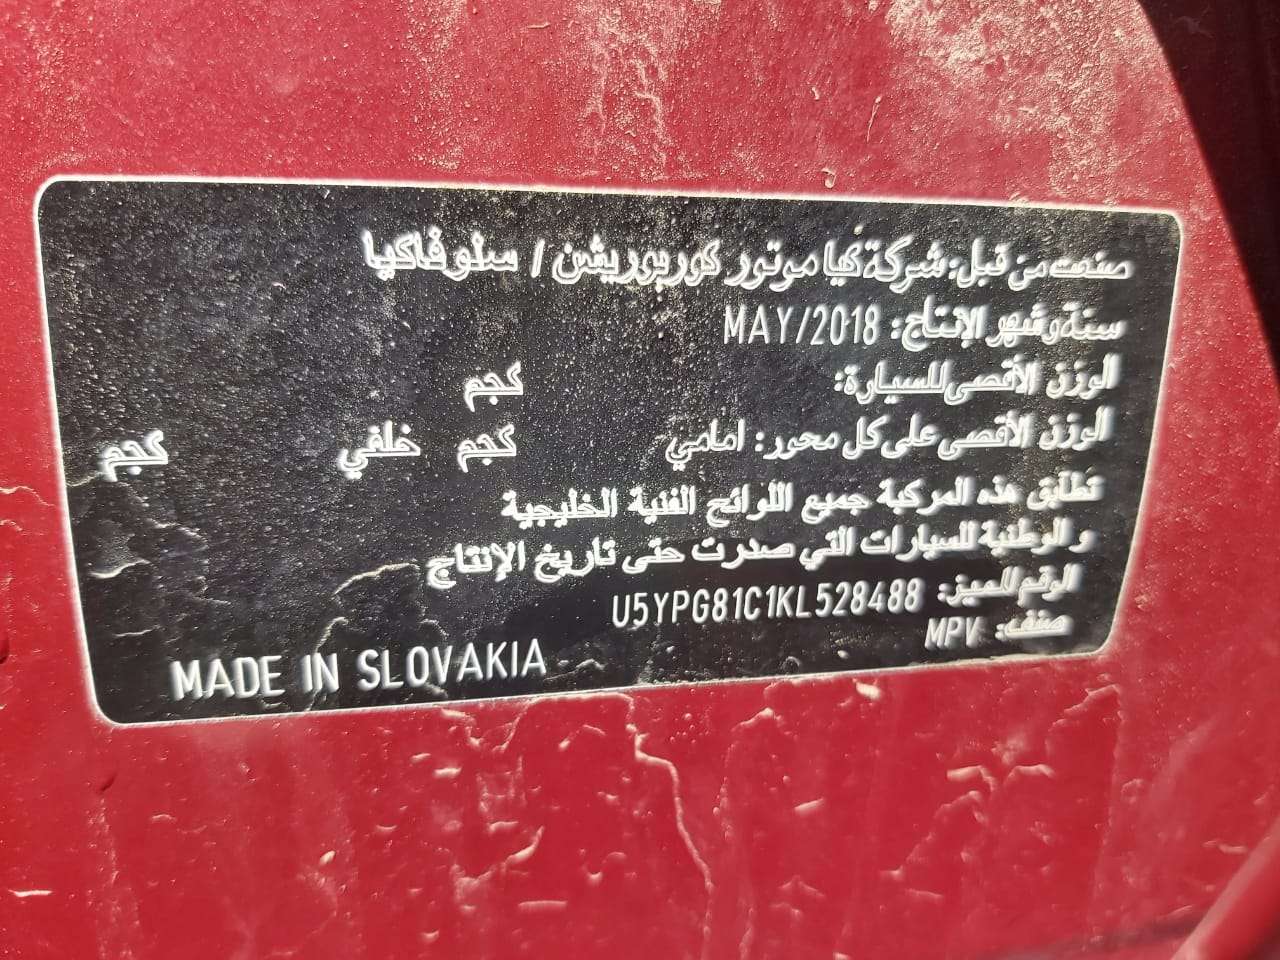 صنعت من قبل: شركة كيا موتور كوربوريشن / سلوفاكيا
سنة وشهر الإنتاج: MAY/2018
الوزن الأقصى للسيارة: كجم
الوزن الأقصى على كل محور: امامي كجم خلفي كجم
تطابق هذه المركبة جميع اللوائح الفنية الخليجية
و الوطنية للسيارات التي صدرت حتى تاريخ الإنتاج
الرقم المميز: U5YPG81C1KL528488
صنف: MPV
MADE IN SLOVAKIA